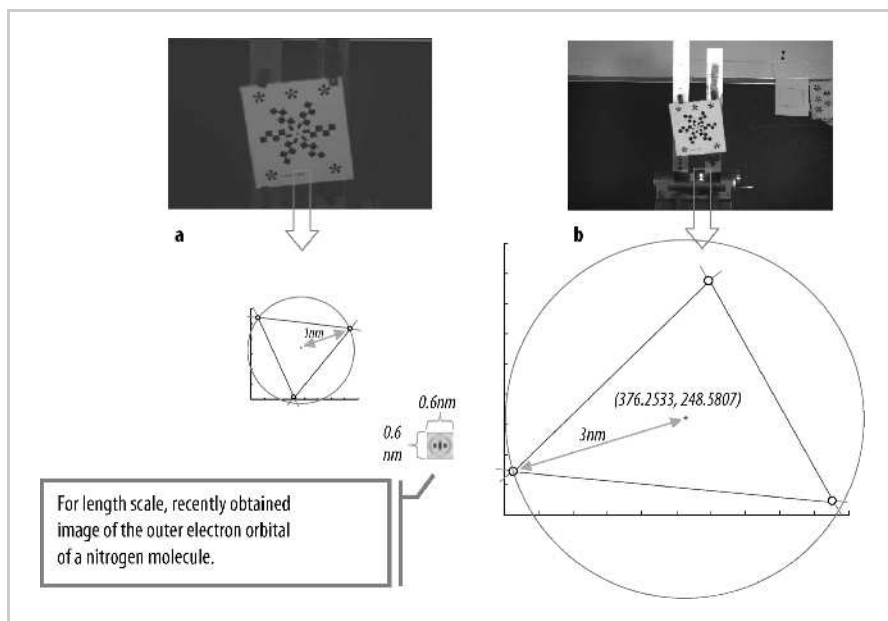 a
b
1nm
0.6nm
0.6
nm
(376.2533, 248.5807)
3nm
For length scale, recently obtained
image of the outer electron orbital
of a nitrogen molecule.